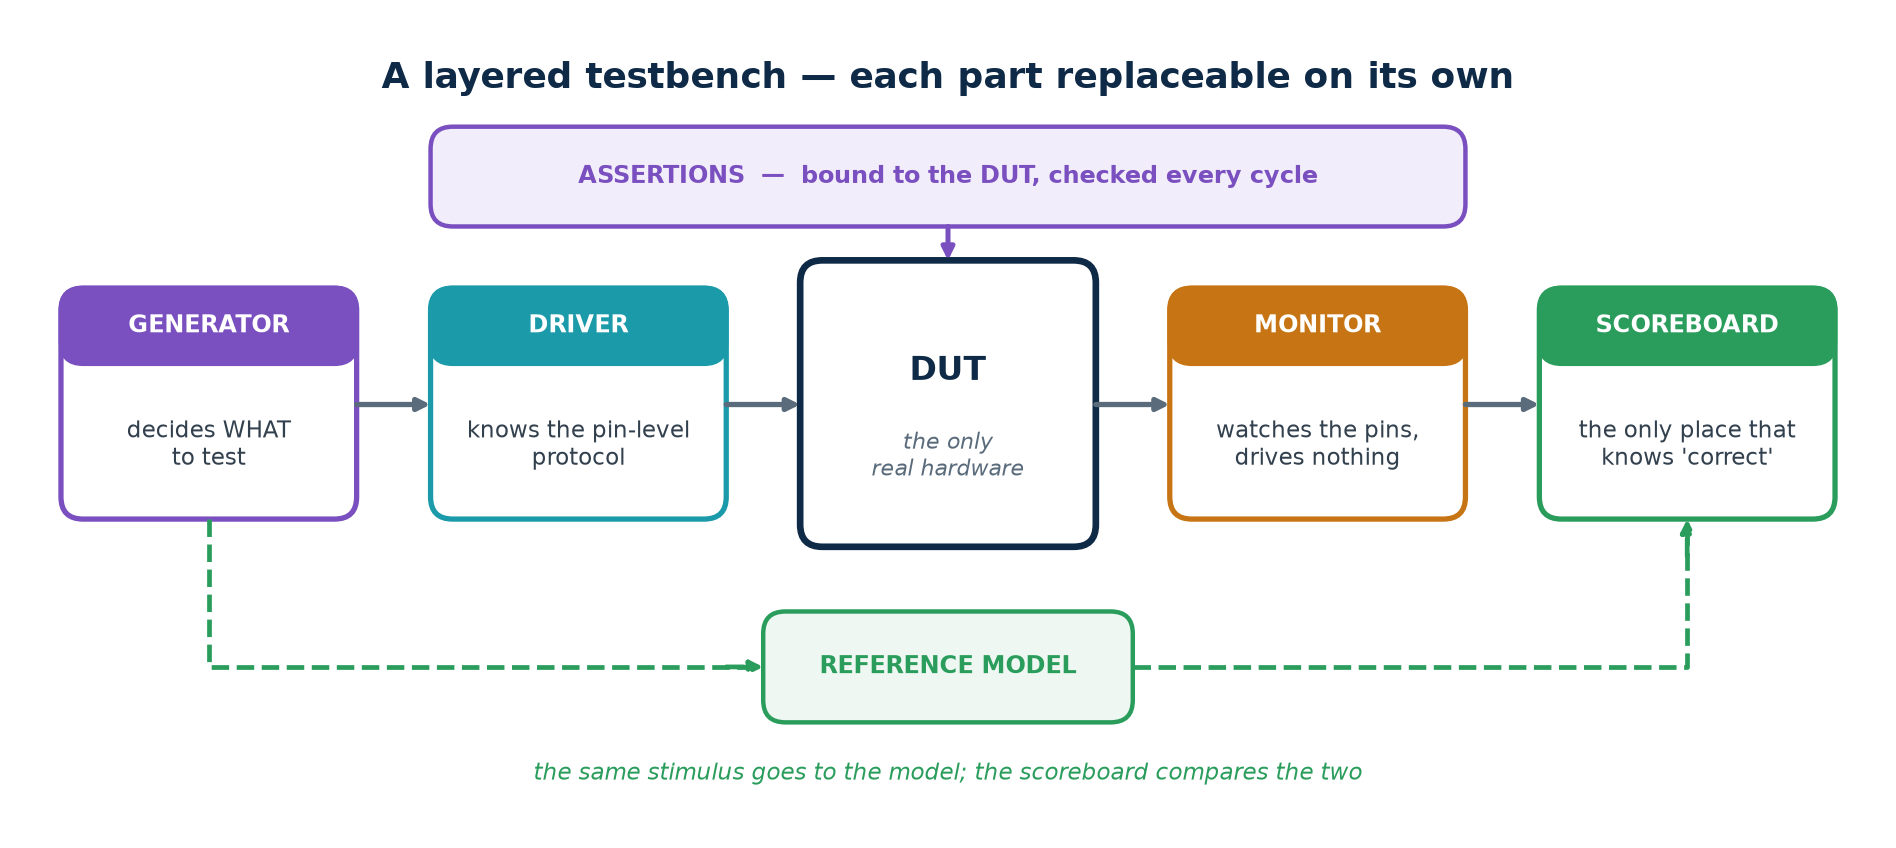 A layered testbench — each part replaceable on its own
ASSERTIONS — bound to the DUT, checked every cycle
GENERATOR
decides WHAT
to test
DRIVER
knows the pin-level
protocol
DUT
the only
real hardware
MONITOR
watches the pins,
drives nothing
SCOREBOARD
the only place that
knows 'correct'
REFERENCE MODEL
the same stimulus goes to the model; the scoreboard compares the two